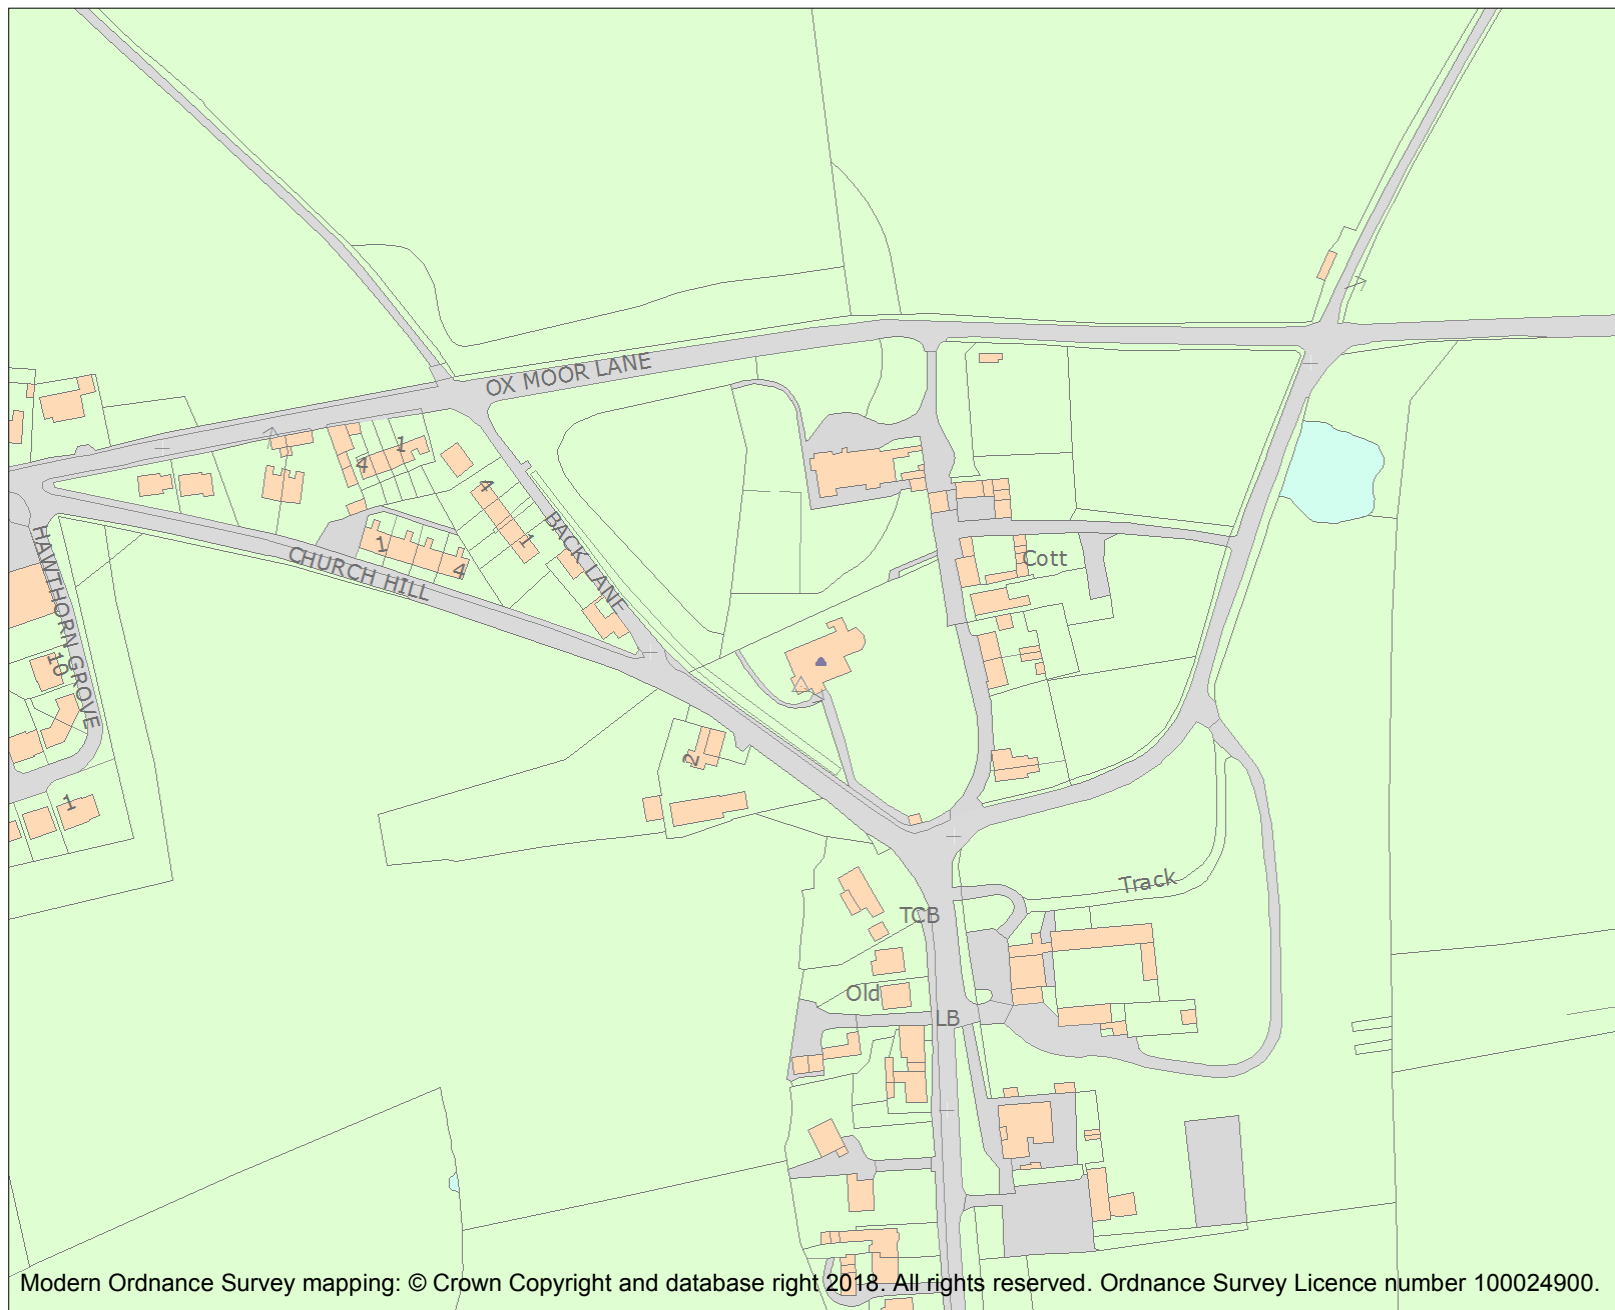 OX MOOR LANE
1
4
4
1
BACK LANE
HAWTHORN GROVE
CHURCH HILL
1
4
Cott
10
2
1
Track
TCB
Old
LB
Modern Ordnance Survey mapping: © Crown Copyright and database right 2018. All rights reserved. Ordnance Survey Licence number 100024900.